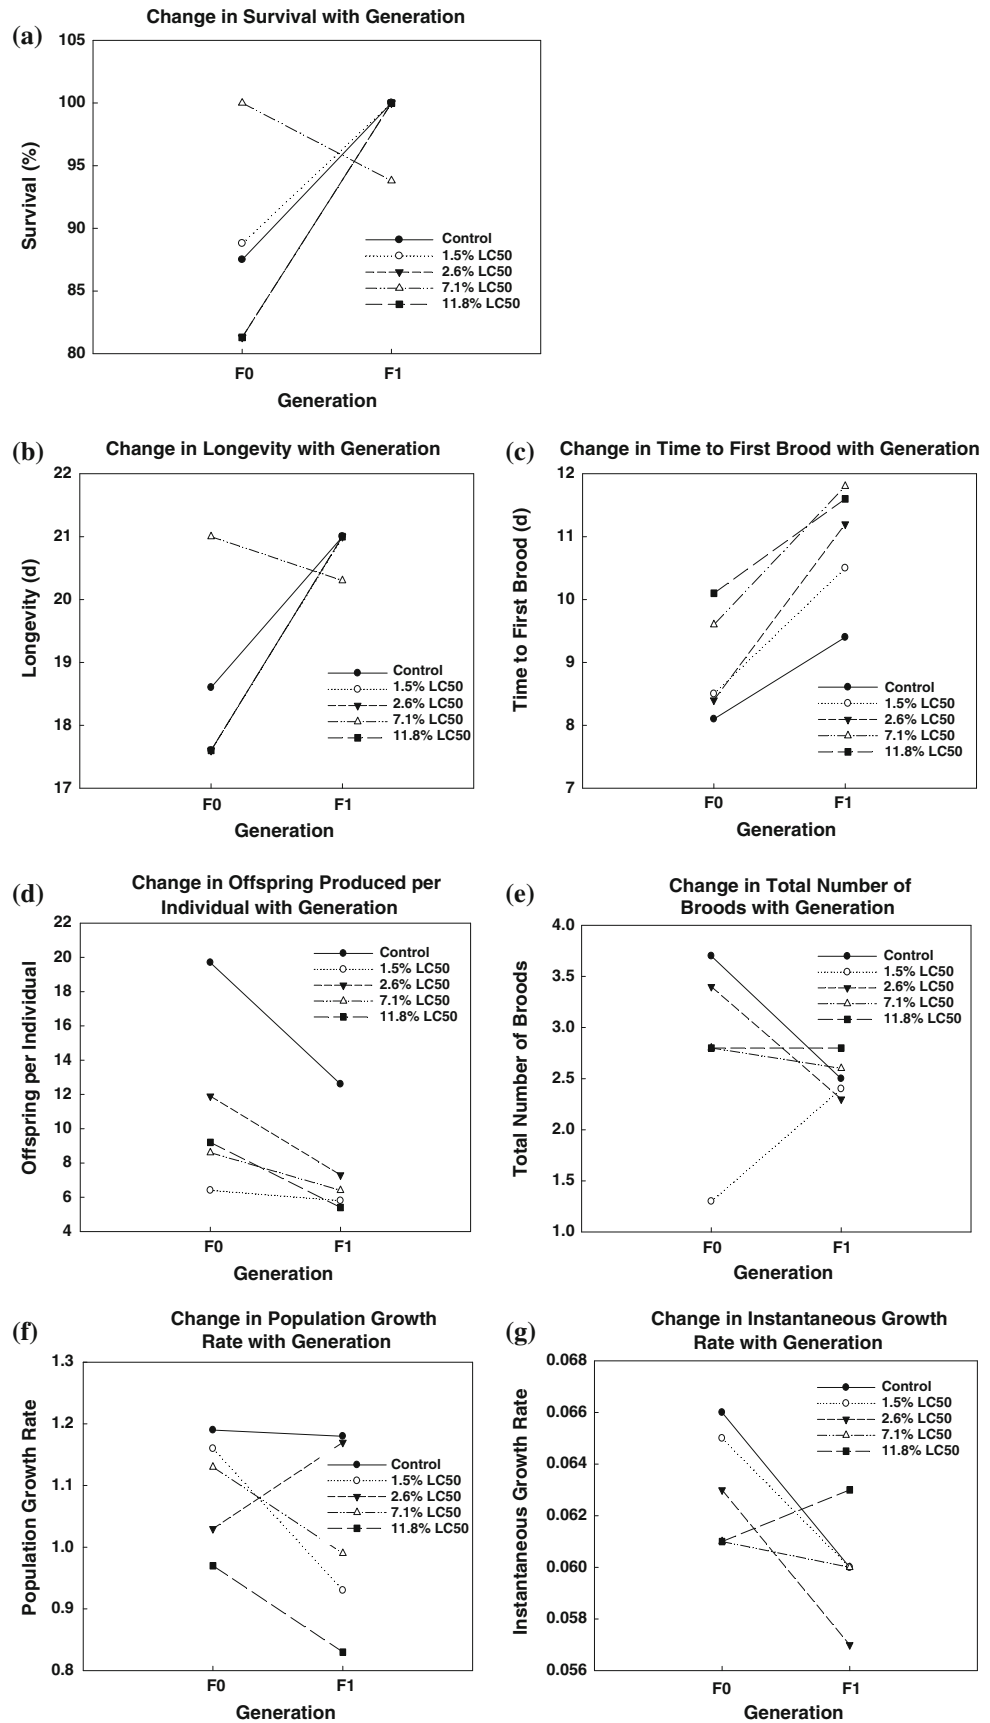 (a)
Change in Survival with Generation
105
100
95
90
85
80
Survival (%)
Control
1.5% LC50
2.6% LC50
7.1% LC50
11.8% LC50
F0 F1
Generation
(b)
Change in Longevity with Generation
22
21
20
19
18
17
Longevity (d)
Control
1.5% LC50
2.6% LC50
7.1% LC50
11.8% LC50
F0 F1
Generation
(c)
Change in Time to First Brood with Generation
12
11
10
9
8
7
Time to First Brood (d)
Control
1.5% LC50
2.6% LC50
7.1% LC50
11.8% LC50
F0 F1
Generation
(d)
Change in Offspring Produced per
Individual with Generation
22
20
18
16
14
12
10
8
6
4
Offspring per Individual
Control
1.5% LC50
2.6% LC50
7.1% LC50
11.8% LC50
F0 F1
Generation
(e)
Change in Total Number of
Broods with Generation
4.0
3.5
3.0
2.5
2.0
1.5
1.0
Total Number of Broods
Control
1.5% LC50
2.6% LC50
7.1% LC50
11.8% LC50
F0 F1
Generation
(f)
Change in Population Growth
Rate with Generation
1.3
1.2
1.1
1.0
0.9
0.8
Population Growth Rate
Control
1.5% LC50
2.6% LC50
7.1% LC50
11.8% LC50
F0 F1
Generation
(g)
Change in Instantaneous Growth
Rate with Generation
0.068
0.066
0.064
0.062
0.060
0.058
0.056
Instantaneous Growth Rate
Control
1.5% LC50
2.6% LC50
7.1% LC50
11.8% LC50
F0 F1
Generation